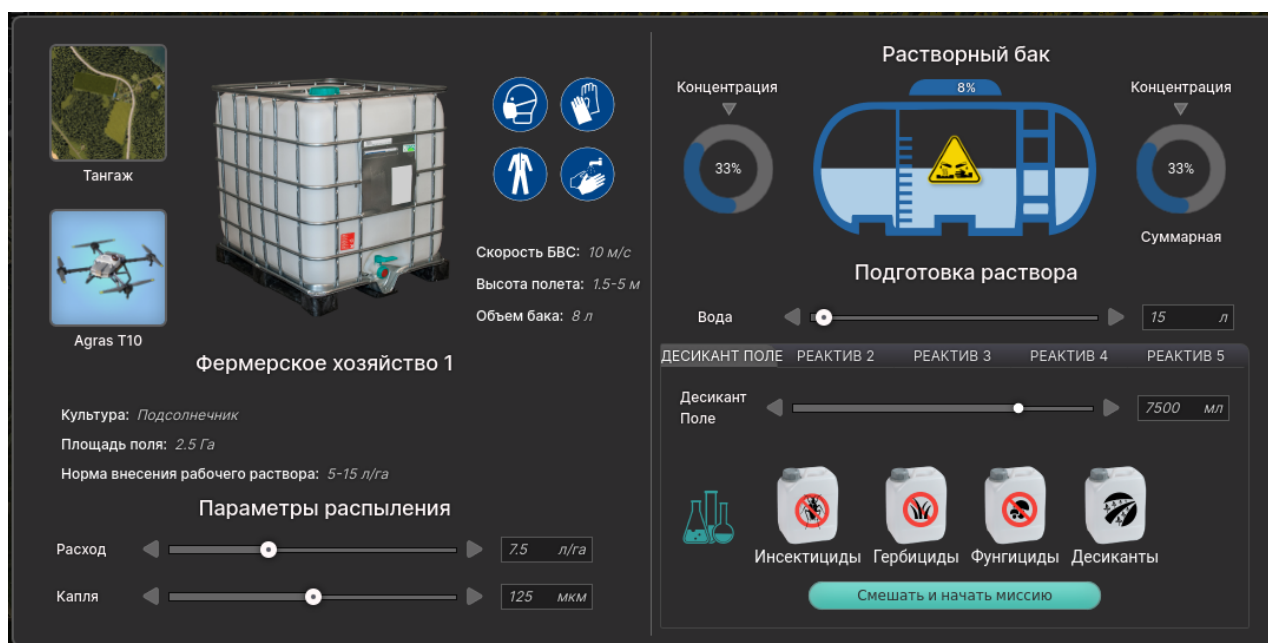 Тангаж
Agras T10
Скорость БВС: 10 м/с
Высота полета: 1.5-5 м
Объем бака: 8 л
Фермерское хозяйство 1
Культура: Подсолнечник
Площадь поля: 2.5 Га
Норма внесения рабочего раствора: 5-15 л/га
Параметры распыления
Расход 7.5 л/га
Капля 125 мкм
Растворный бак
Концентрация 8% Концентрация
33% 33%
Суммарная
Подготовка раствора
Вода 15 л
ДЕСИКАНТ ПОЛЕ РЕАКТИВ 2 РЕАКТИВ 3 РЕАКТИВ 4 РЕАКТИВ 5
Десикант
Поле 7500 мл
Инсектициды Гербициды Фунгициды Десиканты
Смешать и начать миссию